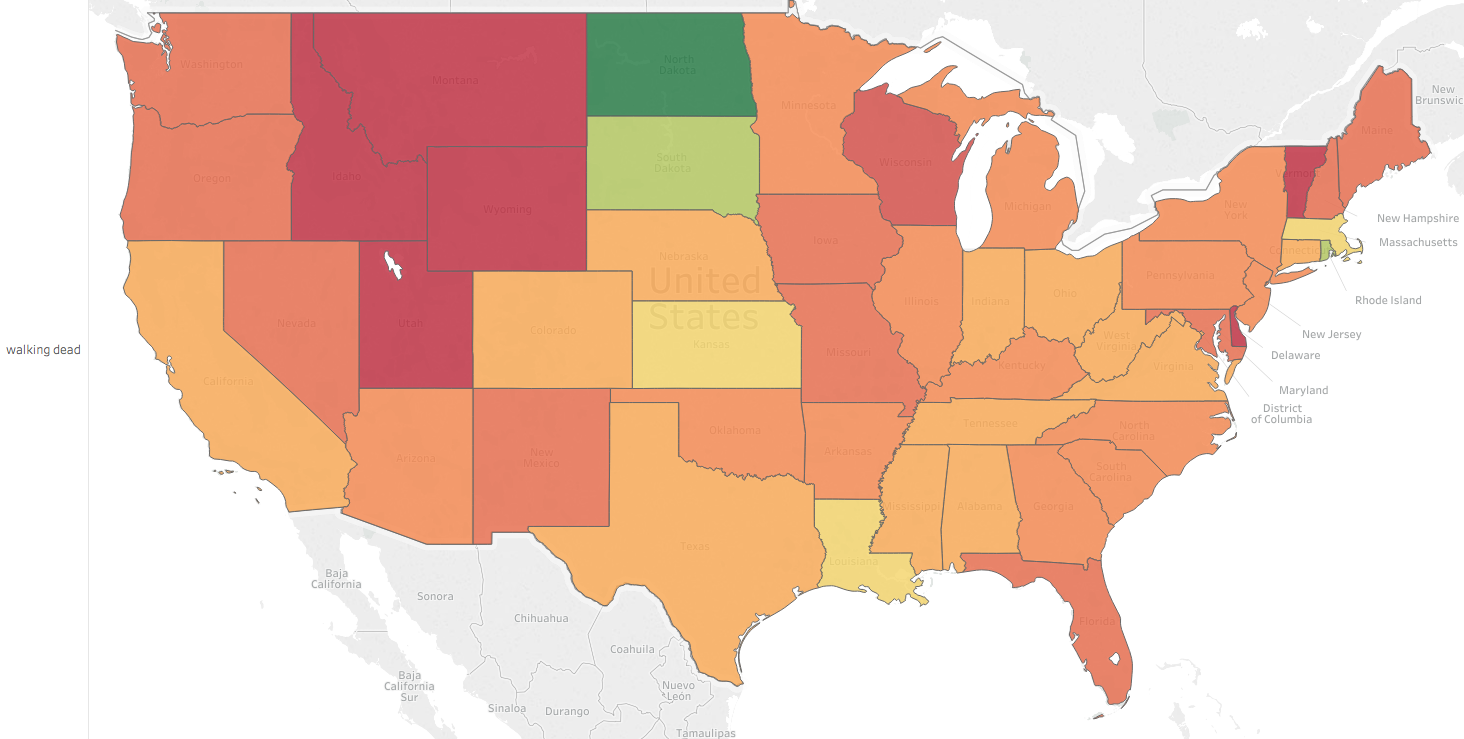 walking dead
Washington
Montana
North
Dakota
Minnesota
New
Brunswic
Maine
Oregon
Idaho
South
Dakota
Wisconsin
Vermont
Wyoming
Michigan
New
York
New Hampshire
Massachusetts
Iowa
Nebraska
Connecticu
Pennsylvania
United
States
Rhode Island
Nevada
Utah
Colorado
Kansas
Illinois
Indiana
Ohio
New Jersey
West
Virginia
Virginia
Delaware
California
Missouri
Kentucky
Maryland
District
of Columbia
Arizona
New
Mexico
Oklahoma
Arkansas
Tennessee
North
Carolina
South
Carolina
Mississippi
Alabama
Georgia
Texas
Louisiana
Florida
Baja
California
Sonora
Chihuahua
Coahuila
Baja
California
Sur
Sinaloa
Durango
Nuevo
León
Tamaulipas